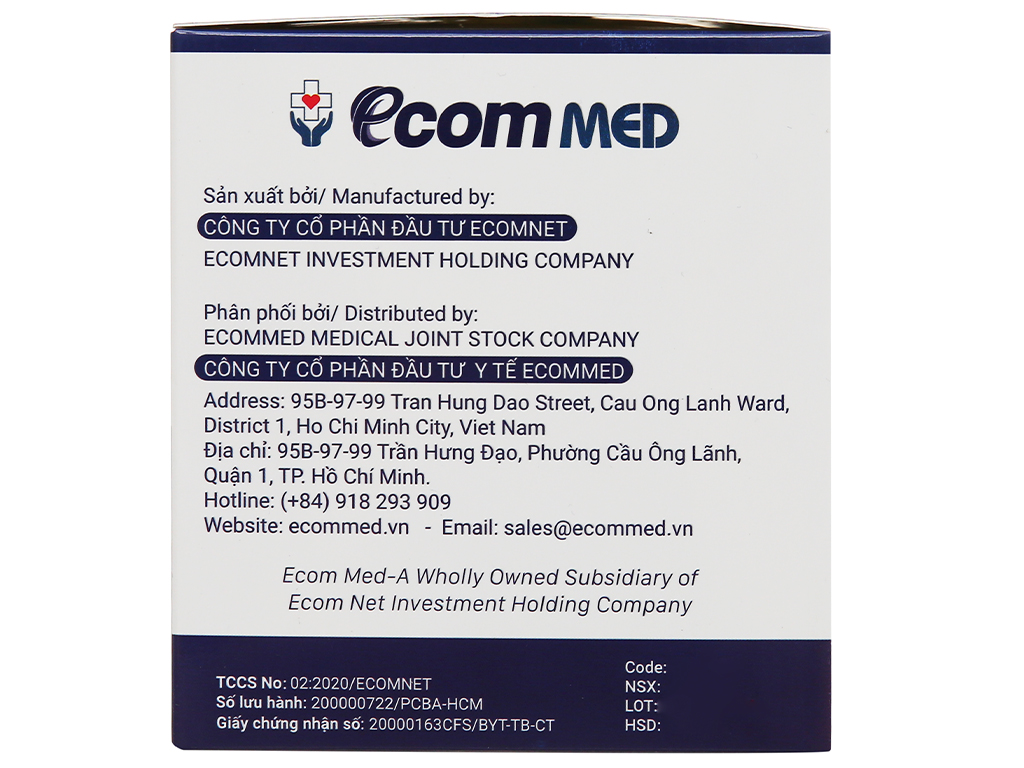 ecom MED
Sản xuất bởi/ Manufactured by:
CÔNG TY CỔ PHẦN ĐẦU TƯ ECOMNET
ECOMNET INVESTMENT HOLDING COMPANY
Phân phối bởi/ Distributed by:
ECOMMED MEDICAL JOINT STOCK COMPANY
CÔNG TY CỔ PHẦN ĐẦU TƯ Y TẾ ECOMMED
Address: 95B-97-99 Tran Hung Dao Street, Cau Ong Lanh Ward,
District 1, Ho Chi Minh City, Viet Nam
Địa chỉ: 95B-97-99 Trần Hưng Đạo, Phường Cầu Ông Lãnh,
Quận 1, TP. Hồ Chí Minh.
Hotline: (+84) 918 293 909
Website: ecommed.vn - Email: sales@ecommed.vn
Ecom Med-A Wholly Owned Subsidiary of
Ecom Net Investment Holding Company
TCCS No: 02:2020/ECOMNET
Số lưu hành: 200000722/PCBA-HCM
Giấy chứng nhận số: 20000163CFS/BYT-TB-CT
Code:
NSX:
LOT:
HSD: